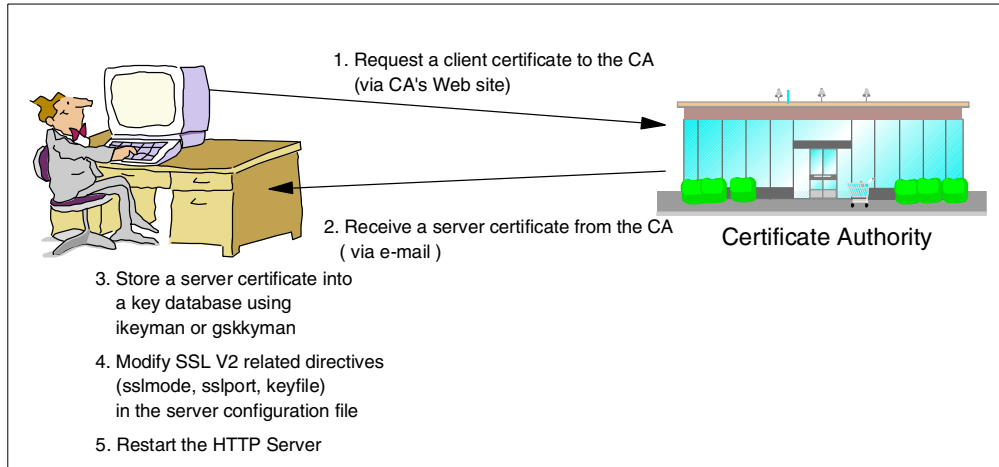 1. Request a client certificate to the CA
(via CA's Web site)
2. Receive a server certificate from the CA
( via e-mail )
Certificate Authority
3. Store a server certificate into
a key database using
ikeyman or gskkyman
4. Modify SSL V2 related directives
(sslmode, sslport, keyfile)
in the server configuration file
5. Restart the HTTP Server